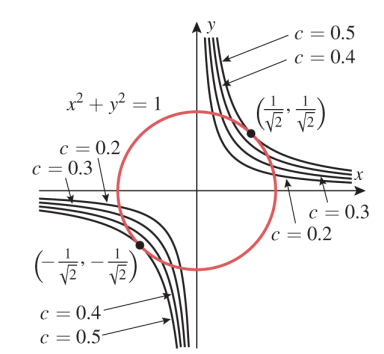 y
c = 0.5
c = 0.4
x² + y² = 1
(1/√2, 1/√2)
c = 0.2
c = 0.3
x
c = 0.3
c = 0.2
(−1/√2, −1/√2)
c = 0.4
c = 0.5